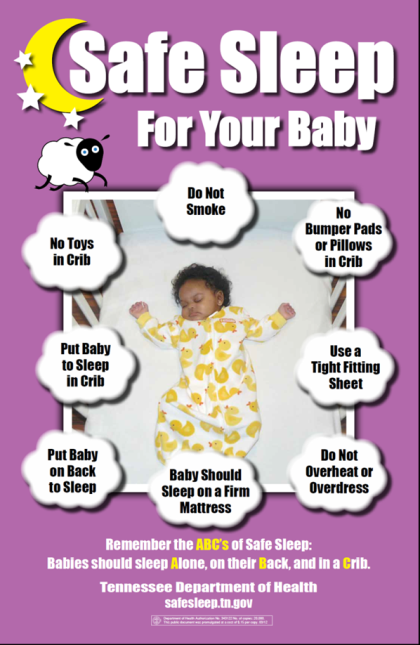 Safe Sleep
For Your Baby
Do Not
Smoke
No
Bumper Pads
or Pillows
in Crib
No Toys
in Crib
Put Baby
to Sleep
in Crib
Use a
Tight Fitting
Sheet
Put Baby
on Back
to Sleep
Baby Should
Sleep on a Firm
Mattress
Do Not
Overheat or
Overdress
Remember the ABC's of Safe Sleep:
Babies should sleep Alone, on their Back, and in a Crib.
Tennessee Department of Health
safesleep.tn.gov